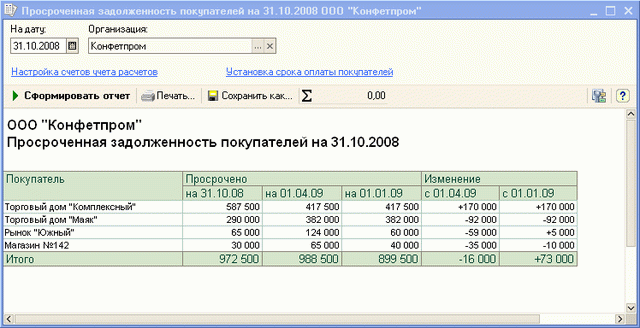 Просроченная задолженность покупателей на 31.10.2008 ООО "Конфетпром"
На дату: Организация:
31.10.2008 Конфетпром ... ×
Настройка счетов учета расчетов Установка срока оплаты покупателей
Сформировать отчет Печать... Сохранить как... Σ 0,00 ?
ООО "Конфетпром"
Просроченная задолженность покупателей на 31.10.2008
Покупатель Просрочено Изменение
на 31.10.08 на 01.04.09 на 01.01.09 с 01.04.09 с 01.01.09
Торговый дом "Комплексный" 587 500 417 500 417 500 +170 000 +170 000
Торговый дом "Маяк" 290 000 382 000 382 000 -92 000 -92 000
Рынок "Южный" 65 000 124 000 60 000 -59 000 +5 000
Магазин №142 30 000 65 000 40 000 -35 000 -10 000
Итого 972 500 988 500 899 500 -16 000 +73 000